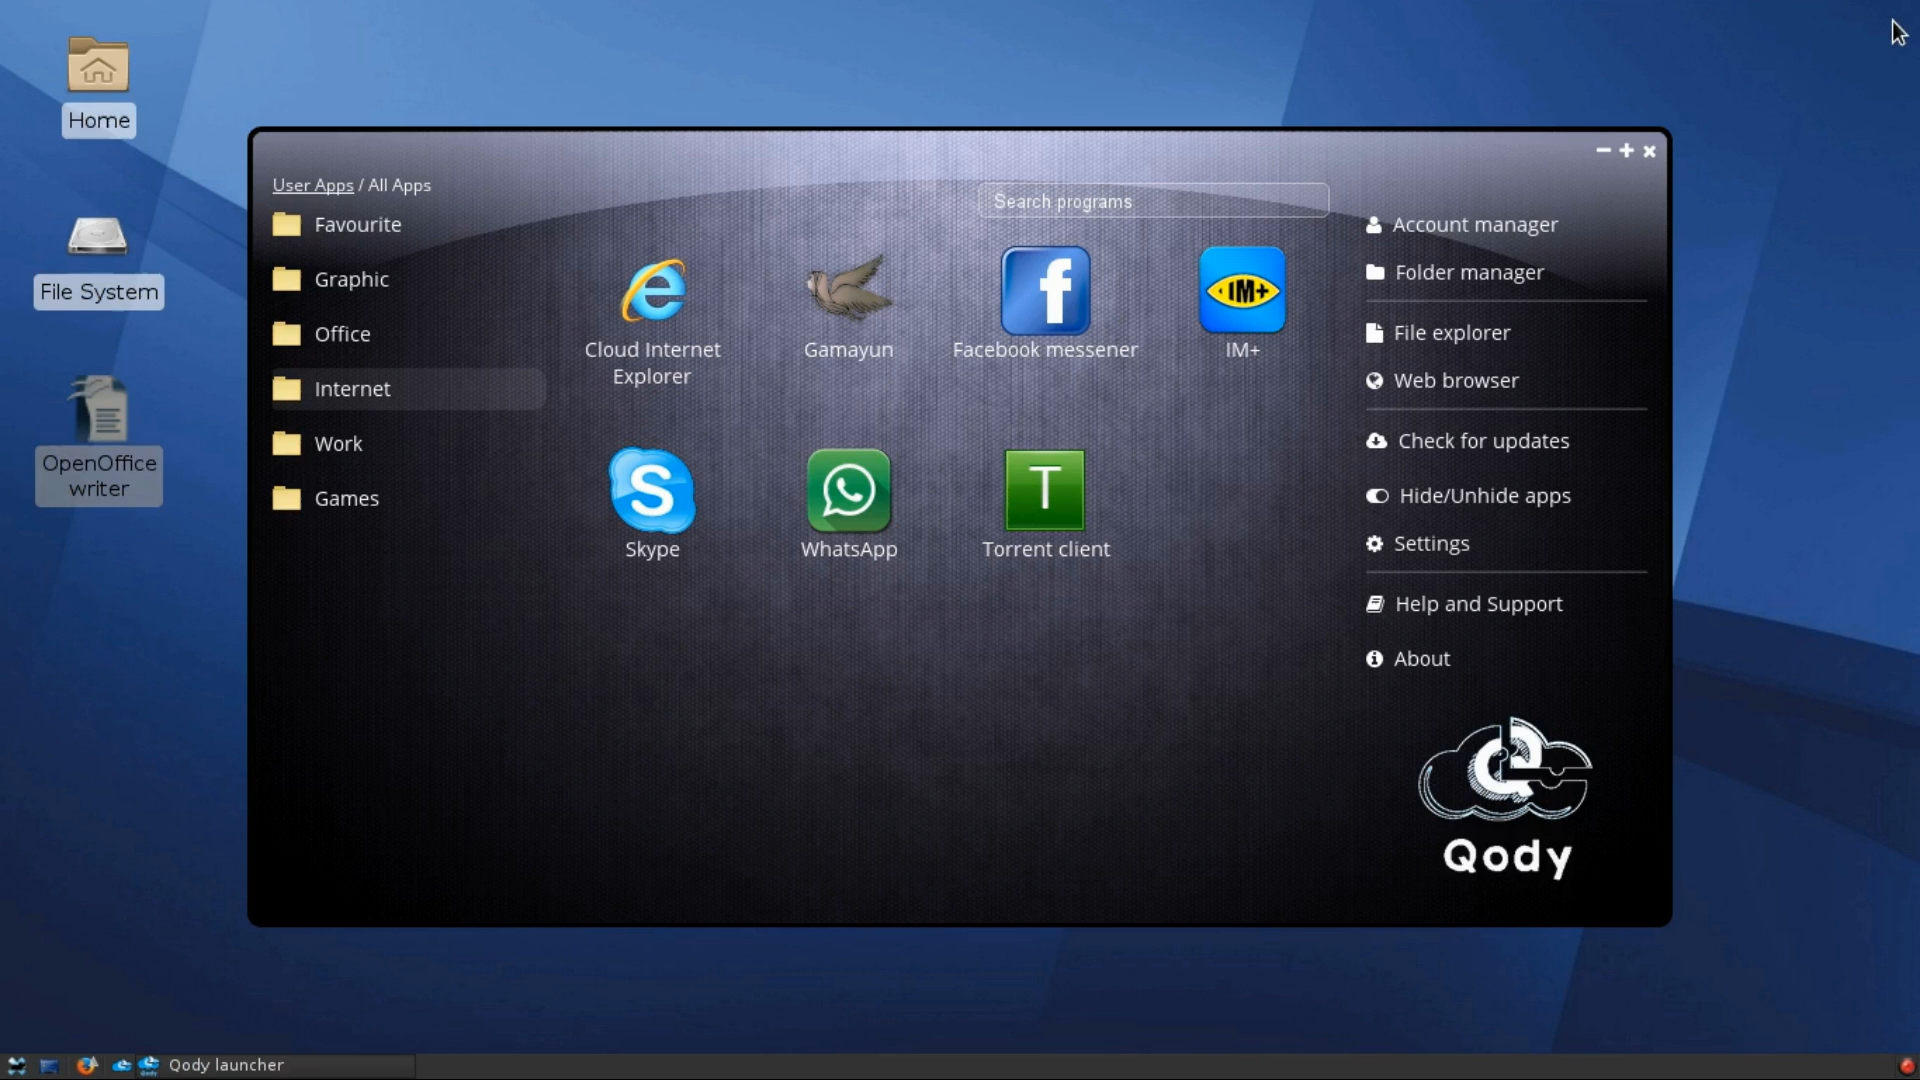 Home
File System
OpenOffice
writer
User Apps / All Apps
Favourite
Graphic
Office
Internet
Work
Games
Search programs
Cloud Internet
Explorer
Gamayun
f
Facebook messener
IM+
IM+
S
Skype
WhatsApp
T
Torrent client
Account manager
Folder manager
File explorer
Web browser
Check for updates
Hide/Unhide apps
Settings
Help and Support
About
Qody
Qody launcher